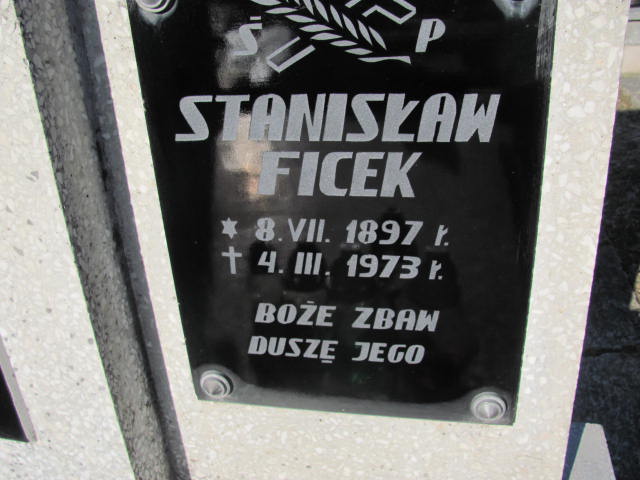 Ś P
STANISŁAW
FICEK
8. VII. 1897 r.
4. III. 1973 r.
BOŻE ZBAW
DUSZĘ JEGO